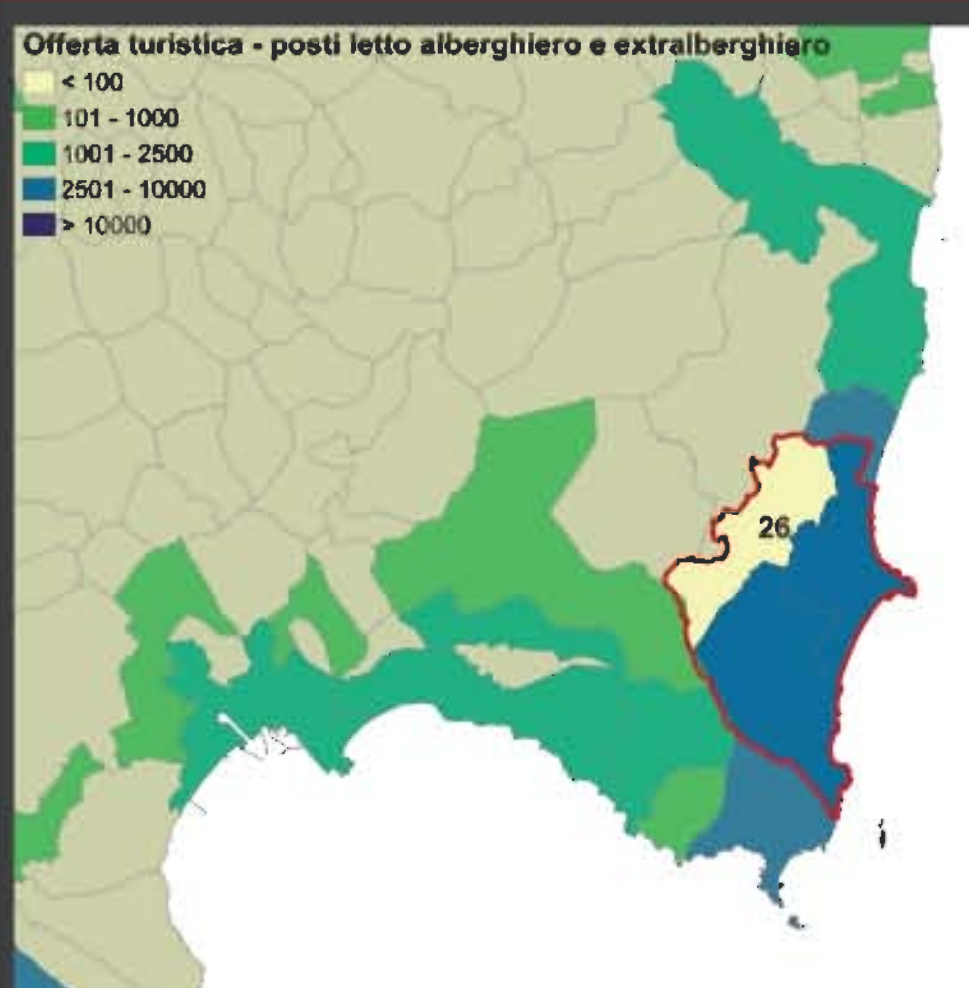 Offerta turistica - posti letto alberghiero e extralberghiero
< 100
101 - 1000
1001 - 2500
2501 - 10000
> 10000
26